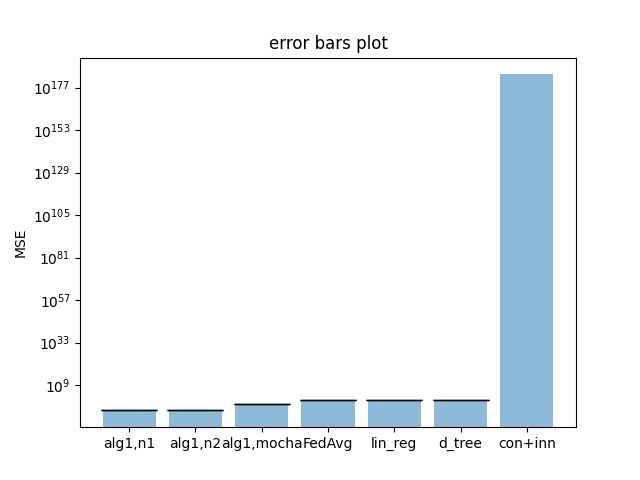 error bars plot
MSE
10^177
10^153
10^129
10^105
10^81
10^57
10^33
10^9
alg1,n1 alg1,n2 alg1,mocha FedAvg lin_reg d_tree con+inn